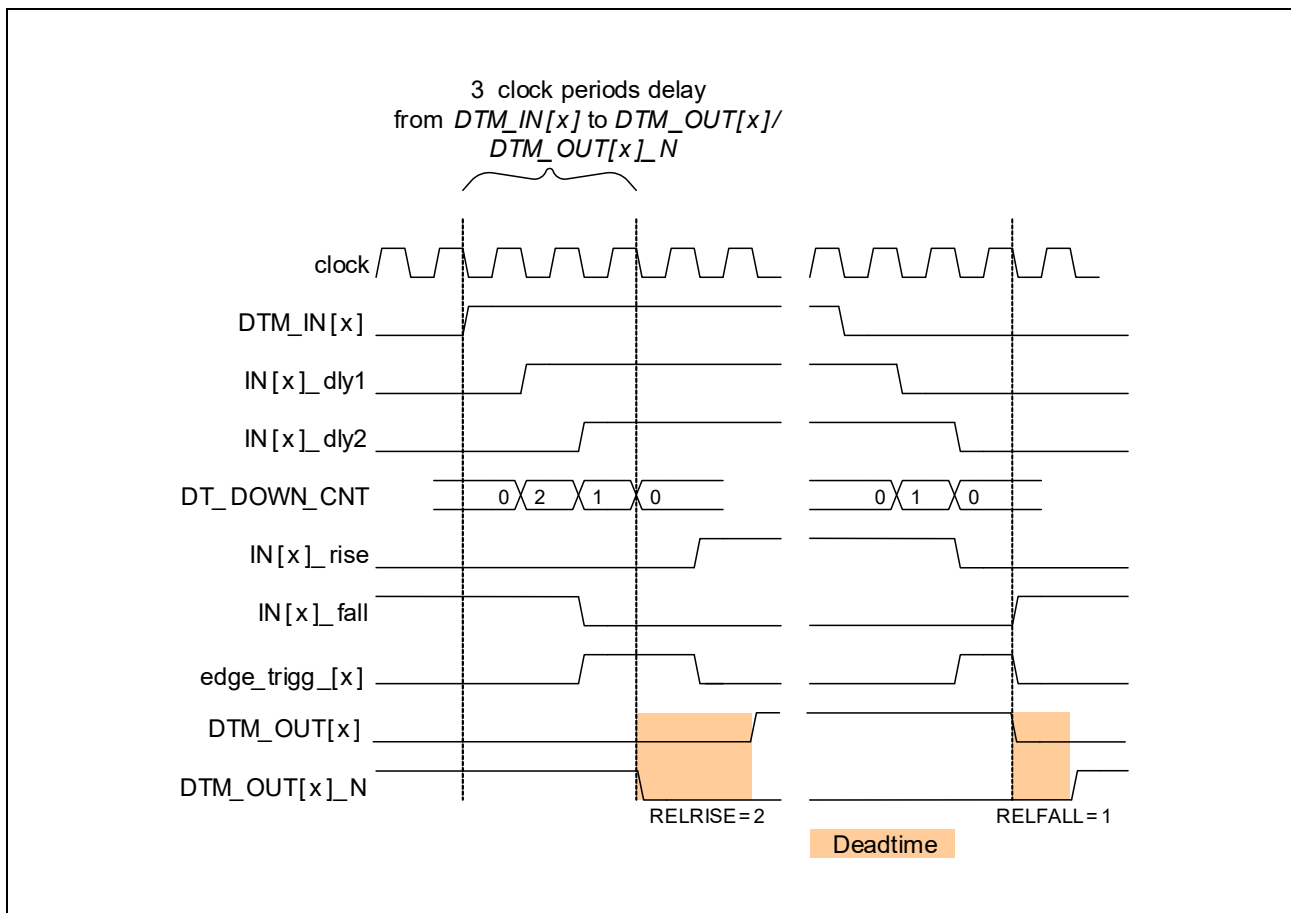 3 clock periods delay
from DTM_IN[x] to DTM_OUT[x]/
DTM_OUT[x]_N
clock
DTM_IN[x]
IN[x]_dly1
IN[x]_dly2
DT_DOWN_CNT 0 2 1 0 0 1 0
IN[x]_rise
IN[x]_fall
edge_trigg_[x]
DTM_OUT[x]
DTM_OUT[x]_N
RELRISE=2 RELFALL=1
Deadtime